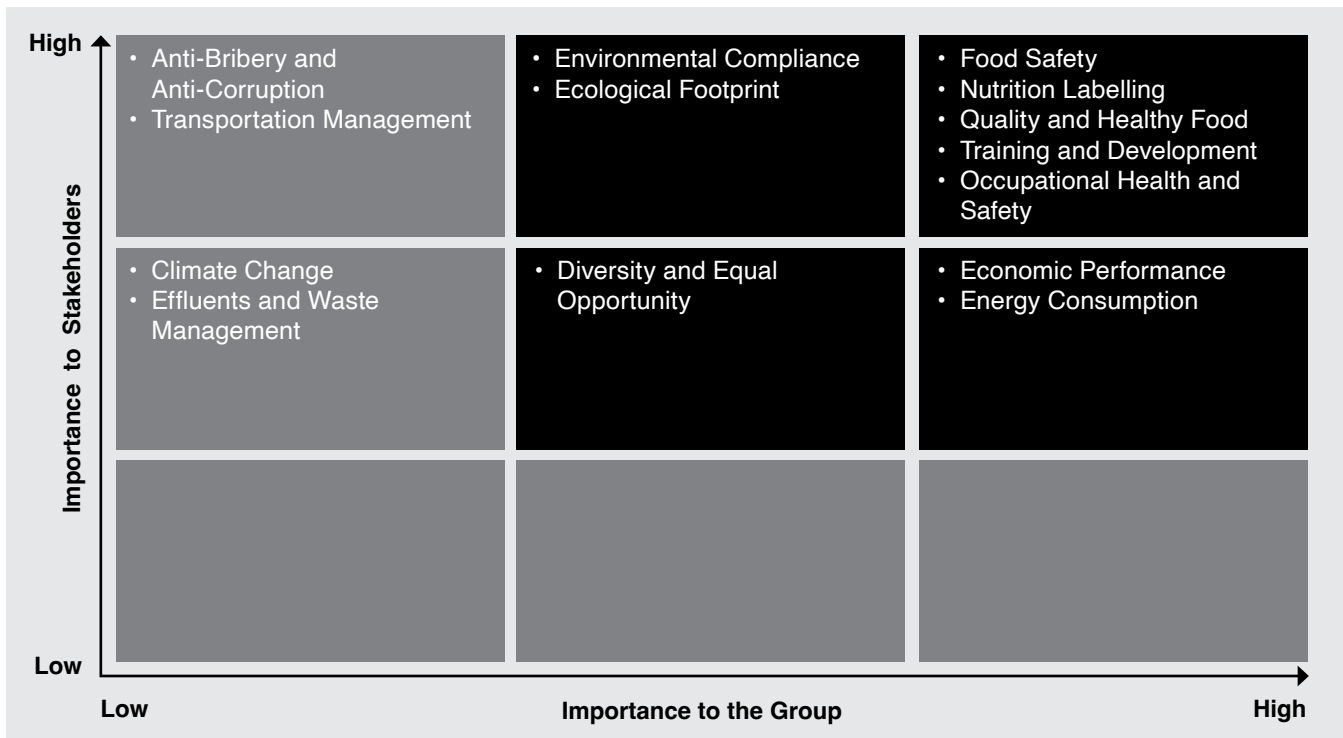 High
• Anti-Bribery and
Anti-Corruption
• Transportation Management
• Environmental Compliance
• Ecological Footprint
• Food Safety
• Nutrition Labelling
• Quality and Healthy Food
• Training and Development
• Occupational Health and
Safety
Importance to Stakeholders
• Climate Change
• Effluents and Waste
Management
• Diversity and Equal
Opportunity
• Economic Performance
• Energy Consumption
Low
Low
Importance to the Group
High